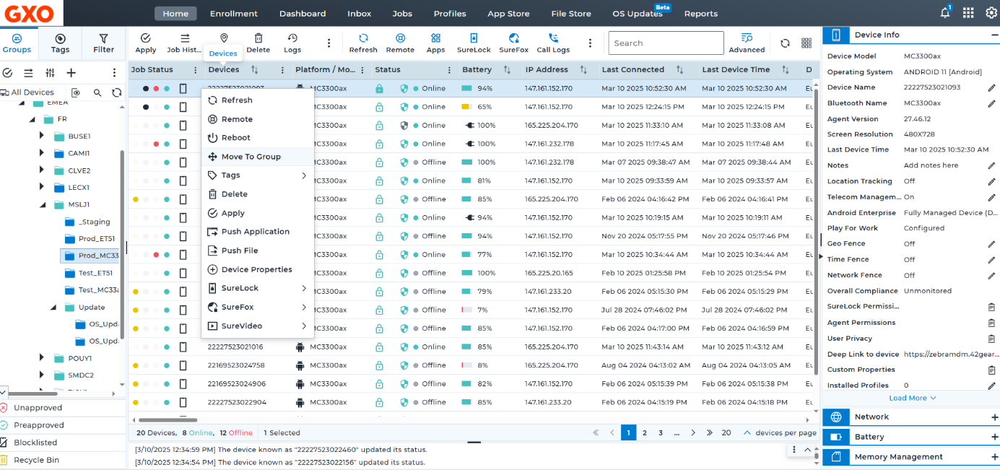 GXO
Home Enrollment Dashboard Inbox Jobs Profiles App Store File Store OS Updates Beta Reports 1
Groups Tags Filter
Apply Job Hist... Devices Delete Logs Refresh Remote Apps SureLock SureFox Call Logs Search Advanced
All Devices
EMEA
FR
BUSE1
CAMI1
CLVE2
LECX1
MSLJ1
_Staging
Prod_ET51
Prod_MC33
Test_ET51
Test_MC33a
Update
OS_Upd
OS_Upd
POUY1
SMDC2
Unapproved
Preapproved
Blocklisted
Recycle Bin
Job Status Devices Platform / Mo... Status Battery IP Address Last Connected Last Device Time D
22227523021093 MC3300ax Online 94% 147.161.152.170 Mar 10 2025 10:52:30 AM Mar 10 2025 10:52:30 AM Eu
MC3300ax Online 65% 147.161.152.170 Mar 10 2025 12:24:15 PM Mar 10 2025 12:24:15 PM Eu
MC3300ax Online 100% 165.225.204.170 Mar 10 2025 11:33:10 AM Mar 10 2025 11:33:08 AM Eu
MC3300ax Online 100% 147.161.232.178 Mar 10 2025 11:17:45 AM Mar 10 2025 11:17:48 AM Eu
MC3300ax Offline 100% 147.161.232.178 Mar 07 2025 09:38:47 AM Mar 07 2025 09:38:44 AM Eu
MC3300ax Online 81% 147.161.152.170 Mar 10 2025 09:33:59 AM Mar 10 2025 09:33:57 AM Eu
MC3300ax Offline 85% 165.225.204.170 Feb 06 2024 04:16:42 PM Feb 06 2024 04:16:41 PM Eu
MC3300ax Online 94% 147.161.152.170 Mar 10 2025 10:19:15 AM Mar 10 2025 10:19:11 AM Eu
MC3300ax Offline 94% 147.161.152.170 Nov 20 2024 05:17:55 PM Nov 20 2024 05:17:46 PM Eu
MC3300ax Online 77% 147.161.152.170 Mar 10 2025 10:34:44 AM Mar 10 2025 10:34:44 AM Eu
MC3300ax Offline 100% 165.225.20.165 Feb 10 2025 01:25:58 PM Feb 10 2025 01:25:54 PM Eu
MC3300ax Offline 79% 147.161.233.20 Feb 06 2024 05:15:30 PM Feb 06 2024 05:15:29 PM Eu
MC3300ax Offline 7% 147.161.152.170 Jul 28 2024 07:46:02 PM Jul 28 2024 07:46:02 PM Eu
MC3300ax Offline 85% 147.161.152.170 Feb 06 2024 04:17:00 PM Feb 06 2024 04:16:59 PM Eu
22227523021016 MC3300ax Online 85% 147.161.152.170 Mar 10 2025 11:43:14 AM Mar 10 2025 11:43:12 AM Eu
22169523024758 MC3300ax Offline 8% 165.225.204.170 Aug 04 2024 04:13:02 AM Aug 04 2024 04:13:05 AM Eu
22169523024906 MC3300ax Offline 82% 147.161.152.170 Feb 06 2024 05:15:39 PM Feb 06 2024 05:15:38 PM Eu
22227523022904 MC3300ax Offline 85% 147.161.233.20 Feb 06 2024 04:15:19 PM Feb 06 2024 04:15:18 PM Eu
Refresh
Remote
Reboot
Move To Group
Tags
Delete
Apply
Push Application
Push File
Device Properties
SureLock
SureFox
SureVideo
20 Devices, 8 Online, 12 Offline 1 Selected 1 2 3 ... 20 devices per page
[3/10/2025 12:34:59 PM] The device known as "22227523022460" updated its status.
[3/10/2025 12:34:54 PM] The device known as "22227523022156" updated its status.
Device Info
Device Model MC3300ax
Operating System ANDROID 11 [Android]
Device Name 22227523021093
Bluetooth Name MC3300ax
Agent Version 27.46.12
Screen Resolution 480X728
Last Device Time Mar 10 2025 10:52:30 AM
Notes Add notes here
Location Tracking Off
Telecom Managem... On
Android Enterprise Fully Managed Device (D...
Play For Work Configured
Geo Fence Off
Time Fence Off
Network Fence Off
Overall Compliance Unmonitored
SureLock Permissi...
Agent Permissions
User Privacy
Deep Link to device https://zebramdm.42gear...
Custom Properties
Installed Profiles 0
Load More
Network
Battery
Memory Management